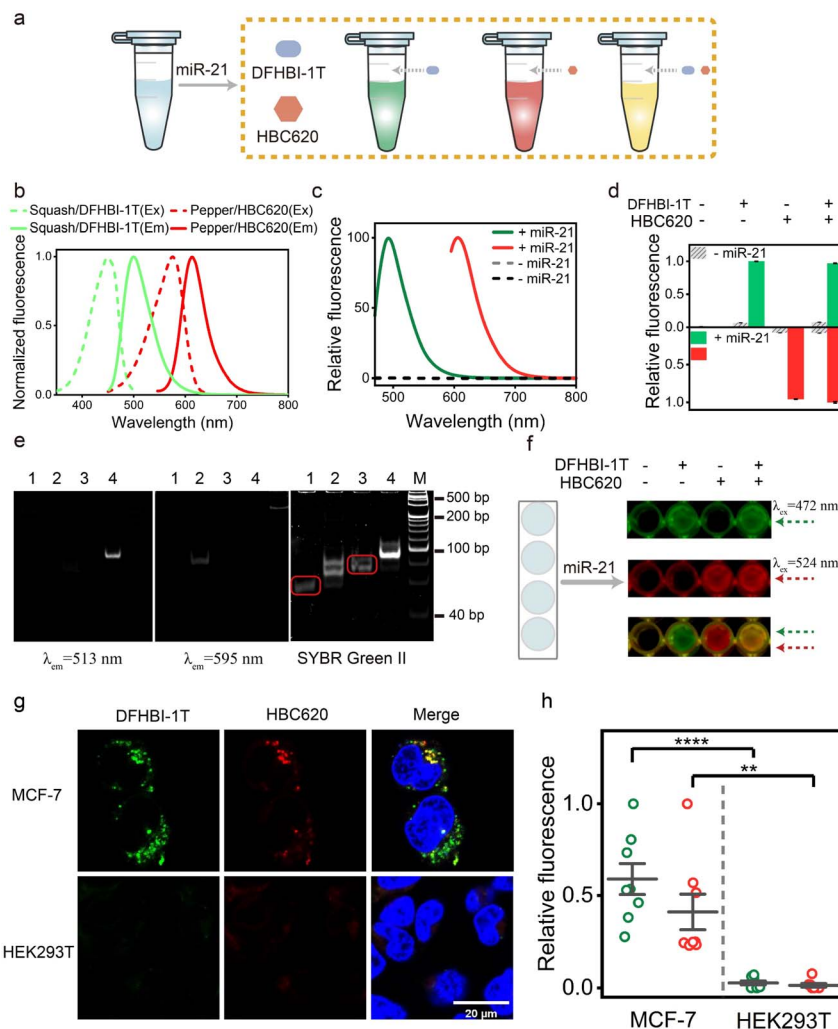 a
miR-21
DFHBI-1T
HBC620
b
Squash/DFHBI-1T(Ex)
Pepper/HBC620(Ex)
Squash/DFHBI-1T(Em)
Pepper/HBC620(Em)
Normalized fluorescence
1.0
0.5
0.0
400 500 600 700 800
Wavelength (nm)
c
+ miR-21
+ miR-21
- miR-21
- miR-21
Relative fluorescence
100
50
0
500 600 700 800
Wavelength (nm)
d
DFHBI-1T - + - +
HBC620 - - + +
- miR-21
+ miR-21
Relative fluorescence
1.0
0.5
0.0
0.5
1.0
e
1 2 3 4 1 2 3 4 1 2 3 4 M
500 bp
200 bp
100 bp
40 bp
λem=513 nm
λem=595 nm
SYBR Green II
f
DFHBI-1T - + - +
HBC620 - - + +
miR-21
λex=472 nm
λex=524 nm
g
DFHBI-1T HBC620 Merge
MCF-7
HEK293T
20 μm
h
****
**
Relative fluorescence
1.0
0.5
0.0
MCF-7 HEK293T